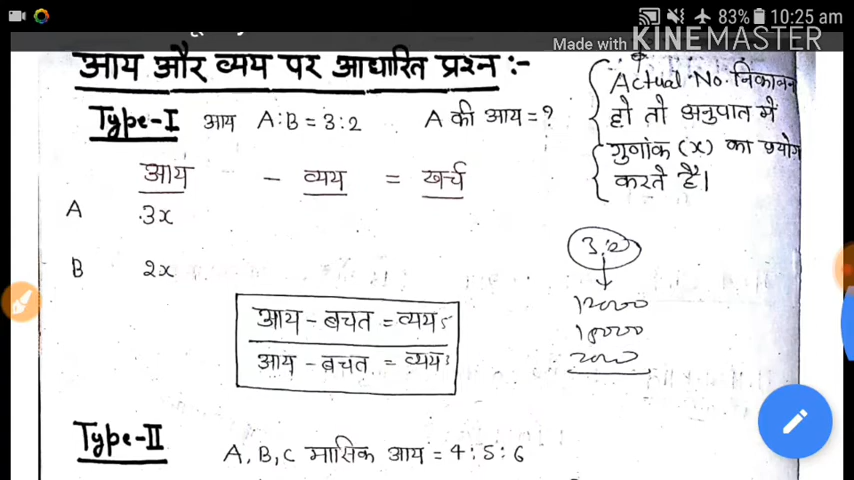 83% 10:25 am
Made with KINEMASTER
आय और व्यय पर आधारित प्रश्न :-
Type-I आय A:B = 3:2 A की आय = ?
आय - व्यय = खर्च
A 3x
B 2x
आय - बचत = व्यय 5
आय - बचत = व्यय 3
Actual No. निकालना
हो तो अनुपात में
गुणांक (x) का प्रयोग
करते हैं।
3:2
12000
18000
Type-II A, B, C मासिक आय = 4:5:6